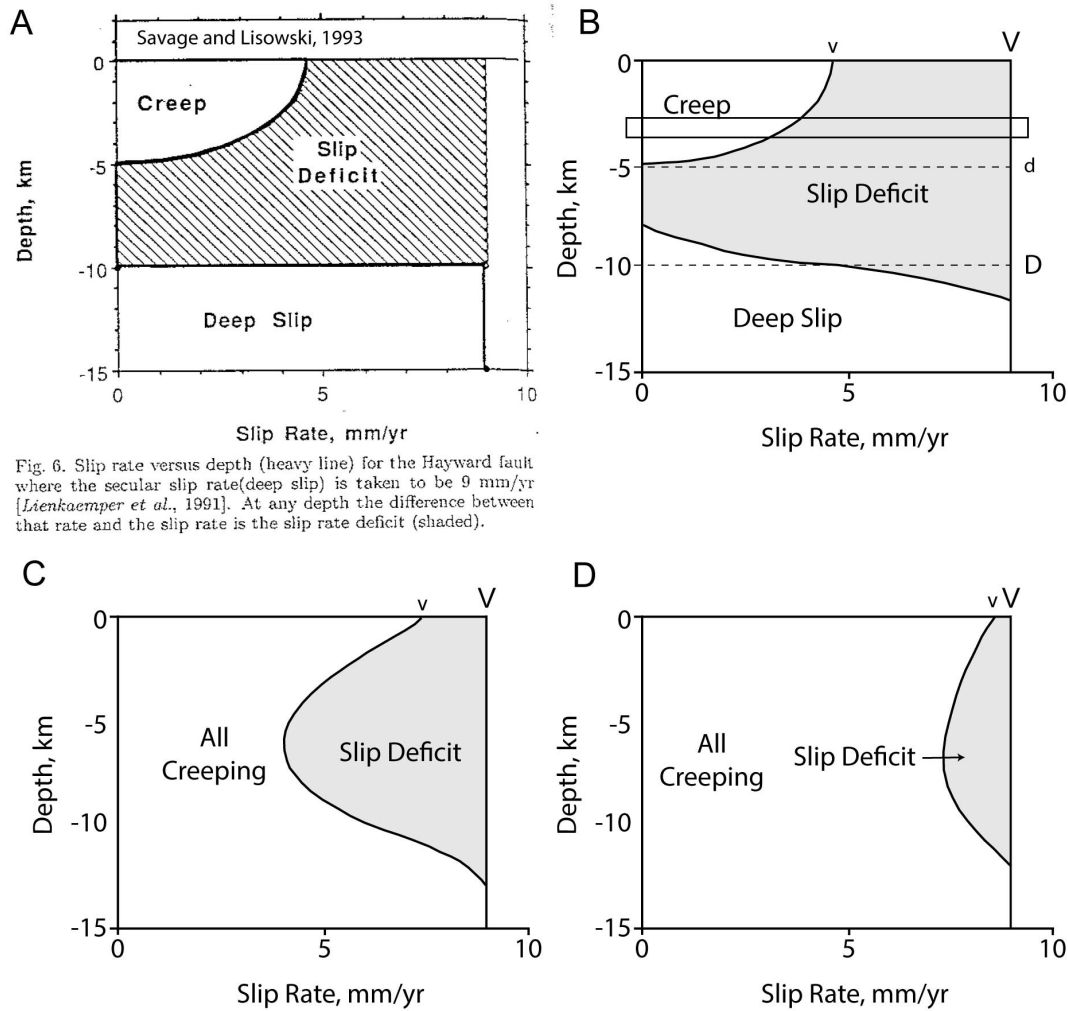 A
Savage and Lisowski, 1993
0
Creep
Slip
Deficit
-5
Depth, km
-10
Deep Slip
-15
0 5 10
Slip Rate, mm/yr
Fig. 6. Slip rate versus depth (heavy line) for the Hayward fault
where the secular slip rate(deep slip) is taken to be 9 mm/yr
[Lienkaemper et al., 1991]. At any depth the difference between
that rate and the slip rate is the slip rate deficit (shaded).
B
v V
0
Creep
-5 d
Slip Deficit
Depth, km
-10 D
Deep Slip
-15
0 5 10
Slip Rate, mm/yr
C
v V
0
-5
All
Creeping
Slip Deficit
Depth, km
-10
-15
0 5 10
Slip Rate, mm/yr
D
v V
0
-5
All
Creeping
Slip Deficit
Depth, km
-10
-15
0 5 10
Slip Rate, mm/yr